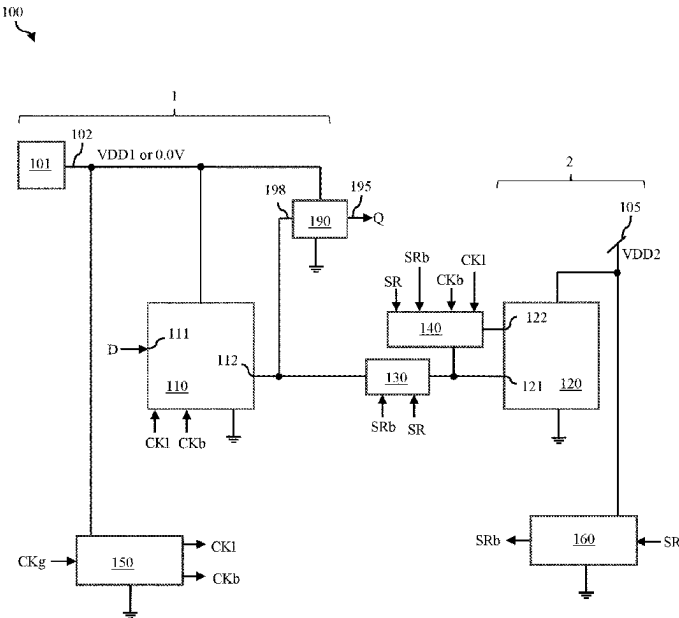 100
1
102
101
VDD1 or 0.0V
2
198
195
190
Q
105
VDD2
SRb
CK1
SR
CKb
140
122
D
111
112
110
130
121
120
CK1
CKb
SRb
SR
CKg
150
CK1
CKb
SRb
160
SR